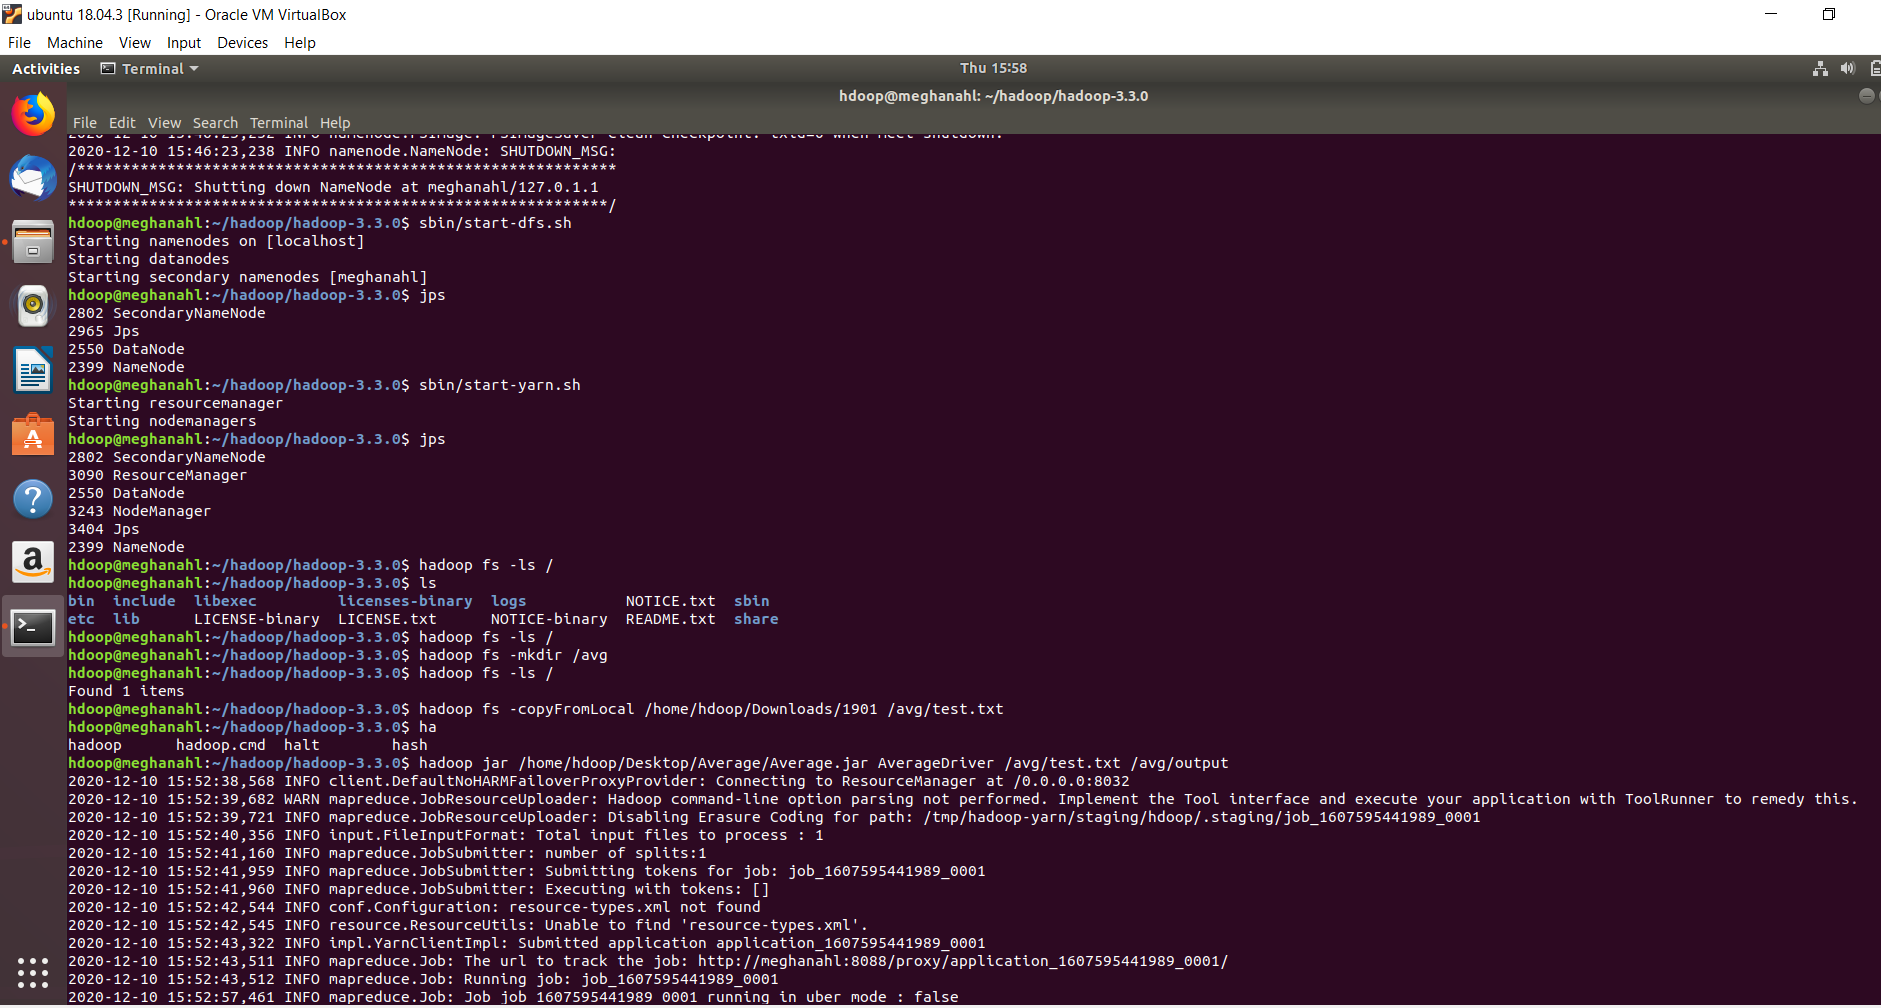 ubuntu 18.04.3 [Running] - Oracle VM VirtualBox
File Machine View Input Devices Help
Activities Terminal Thu 15:58
hdoop@meghanahl: ~/hadoop/hadoop-3.3.0
File Edit View Search Terminal Help
2020-12-10 15:46:23,238 INFO namenode.NameNode: SHUTDOWN_MSG:
/************************************************************
SHUTDOWN_MSG: Shutting down NameNode at meghanahl/127.0.1.1
************************************************************/
hdoop@meghanahl:~/hadoop/hadoop-3.3.0$ sbin/start-dfs.sh
Starting namenodes on [localhost]
Starting datanodes
Starting secondary namenodes [meghanahl]
hdoop@meghanahl:~/hadoop/hadoop-3.3.0$ jps
2802 SecondaryNameNode
2965 Jps
2550 DataNode
2399 NameNode
hdoop@meghanahl:~/hadoop/hadoop-3.3.0$ sbin/start-yarn.sh
Starting resourcemanager
Starting nodemanagers
hdoop@meghanahl:~/hadoop/hadoop-3.3.0$ jps
2802 SecondaryNameNode
3090 ResourceManager
2550 DataNode
3243 NodeManager
3404 Jps
2399 NameNode
hdoop@meghanahl:~/hadoop/hadoop-3.3.0$ hadoop fs -ls /
hdoop@meghanahl:~/hadoop/hadoop-3.3.0$ ls
bin include libexec licenses-binary logs NOTICE.txt sbin
etc lib LICENSE-binary LICENSE.txt NOTICE-binary README.txt share
hdoop@meghanahl:~/hadoop/hadoop-3.3.0$ hadoop fs -ls /
hdoop@meghanahl:~/hadoop/hadoop-3.3.0$ hadoop fs -mkdir /avg
hdoop@meghanahl:~/hadoop/hadoop-3.3.0$ hadoop fs -ls /
Found 1 items
hdoop@meghanahl:~/hadoop/hadoop-3.3.0$ hadoop fs -copyFromLocal /home/hdoop/Downloads/1901 /avg/test.txt
hdoop@meghanahl:~/hadoop/hadoop-3.3.0$ ha
hadoop hadoop.cmd halt hash
hdoop@meghanahl:~/hadoop/hadoop-3.3.0$ hadoop jar /home/hdoop/Desktop/Average/Average.jar AverageDriver /avg/test.txt /avg/output
2020-12-10 15:52:38,568 INFO client.DefaultNoHARMFailoverProxyProvider: Connecting to ResourceManager at /0.0.0.0:8032
2020-12-10 15:52:39,682 WARN mapreduce.JobResourceUploader: Hadoop command-line option parsing not performed. Implement the Tool interface and execute your application with ToolRunner to remedy this.
2020-12-10 15:52:39,721 INFO mapreduce.JobResourceUploader: Disabling Erasure Coding for path: /tmp/hadoop-yarn/staging/hdoop/.staging/job_1607595441989_0001
2020-12-10 15:52:40,356 INFO input.FileInputFormat: Total input files to process : 1
2020-12-10 15:52:41,160 INFO mapreduce.JobSubmitter: number of splits:1
2020-12-10 15:52:41,959 INFO mapreduce.JobSubmitter: Submitting tokens for job: job_1607595441989_0001
2020-12-10 15:52:41,960 INFO mapreduce.JobSubmitter: Executing with tokens: []
2020-12-10 15:52:42,544 INFO conf.Configuration: resource-types.xml not found
2020-12-10 15:52:42,545 INFO resource.ResourceUtils: Unable to find 'resource-types.xml'.
2020-12-10 15:52:43,322 INFO impl.YarnClientImpl: Submitted application application_1607595441989_0001
2020-12-10 15:52:43,511 INFO mapreduce.Job: The url to track the job: http://meghanahl:8088/proxy/application_1607595441989_0001/
2020-12-10 15:52:43,512 INFO mapreduce.Job: Running job: job_1607595441989_0001
2020-12-10 15:52:57,461 INFO mapreduce.Job: Job job_1607595441989_0001 running in uber mode : false